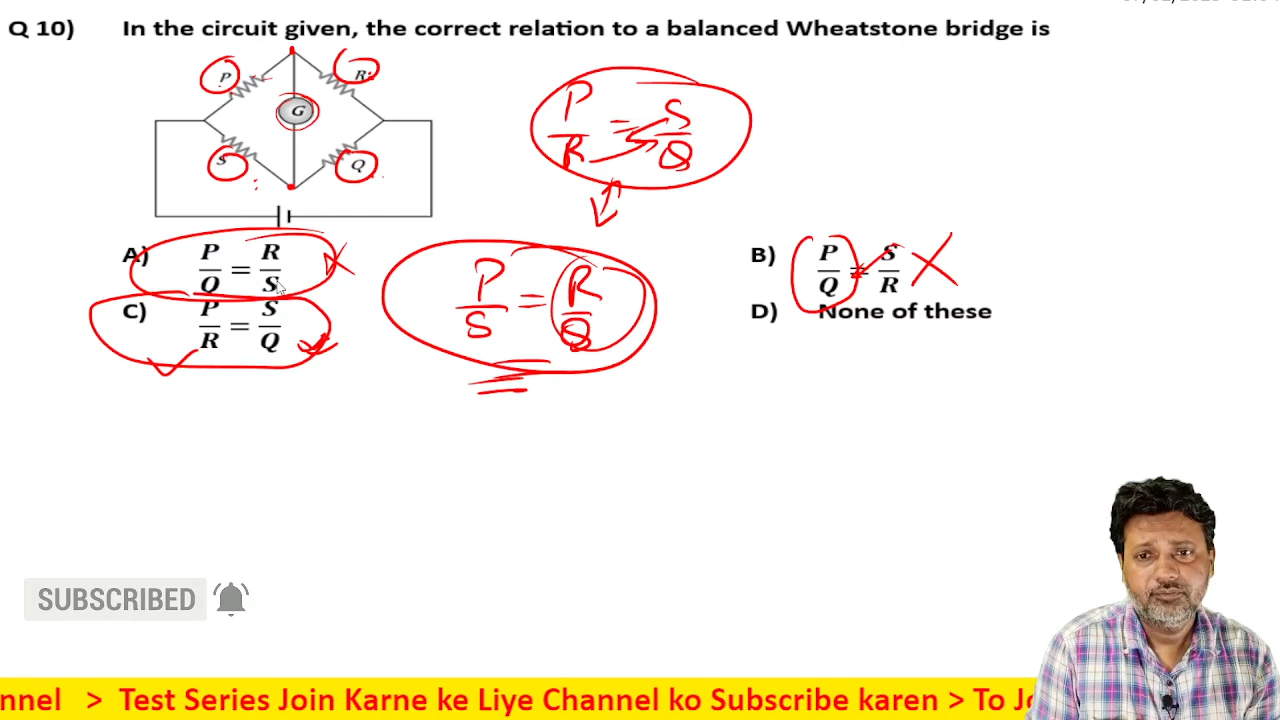 Q 10) In the circuit given, the correct relation to a balanced Wheatstone bridge is
P R
G
S Q
P/R = S/Q
A) P/Q = R/S
B) P/Q = S/R
P/S = R/Q
C) P/R = S/Q
D) None of these
SUBSCRIBED
nnel > Test Series Join Karne ke Liye Channel ko Subscribe karen > To Jo